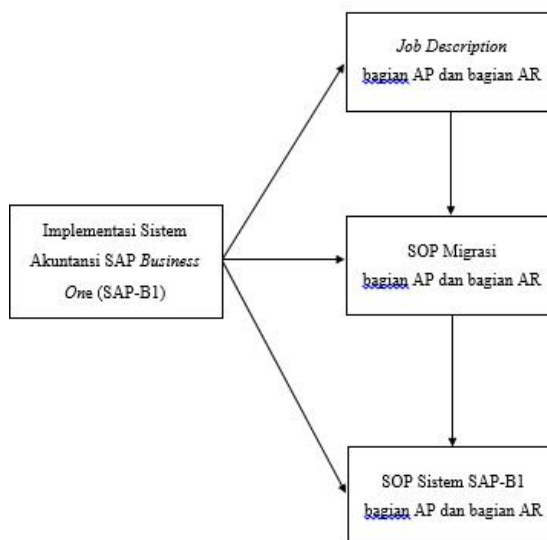 Job Description
bagian AP dan bagian AR
Implementasi Sistem
Akuntansi SAP Business
One (SAP-B1)
SOP Migrasi
bagian AP dan bagian AR
SOP Sistem SAP-B1
bagian AP dan bagian AR